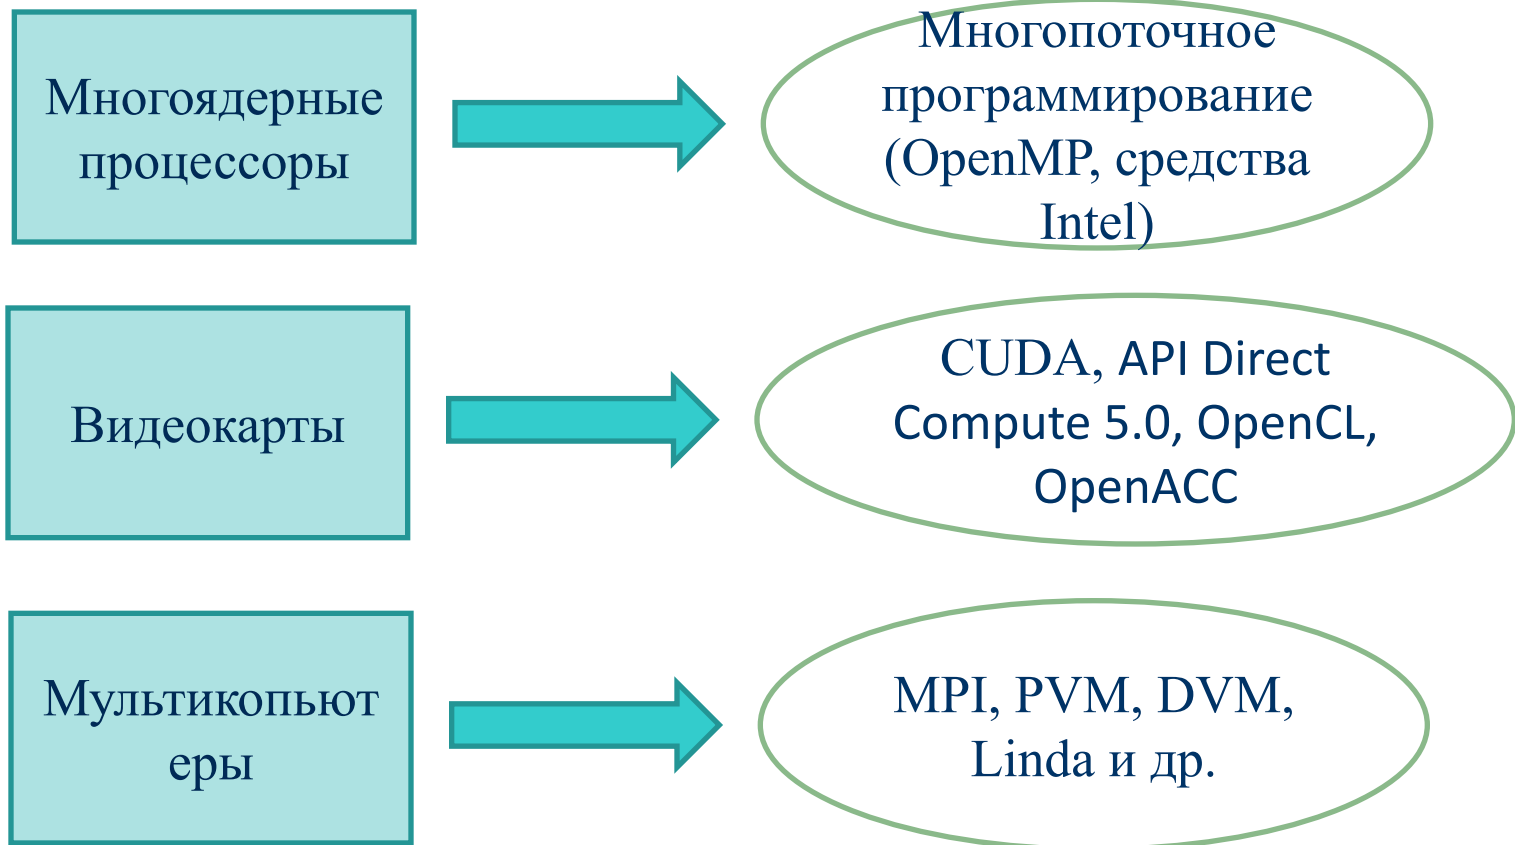 Многоядерные
процессоры
Многопоточное
программирование
(OpenMP, средства
Intel)
Видеокарты
CUDA, API Direct
Compute 5.0, OpenCL,
OpenACC
Мультикопьют
еры
MPI, PVM, DVM,
Linda и др.